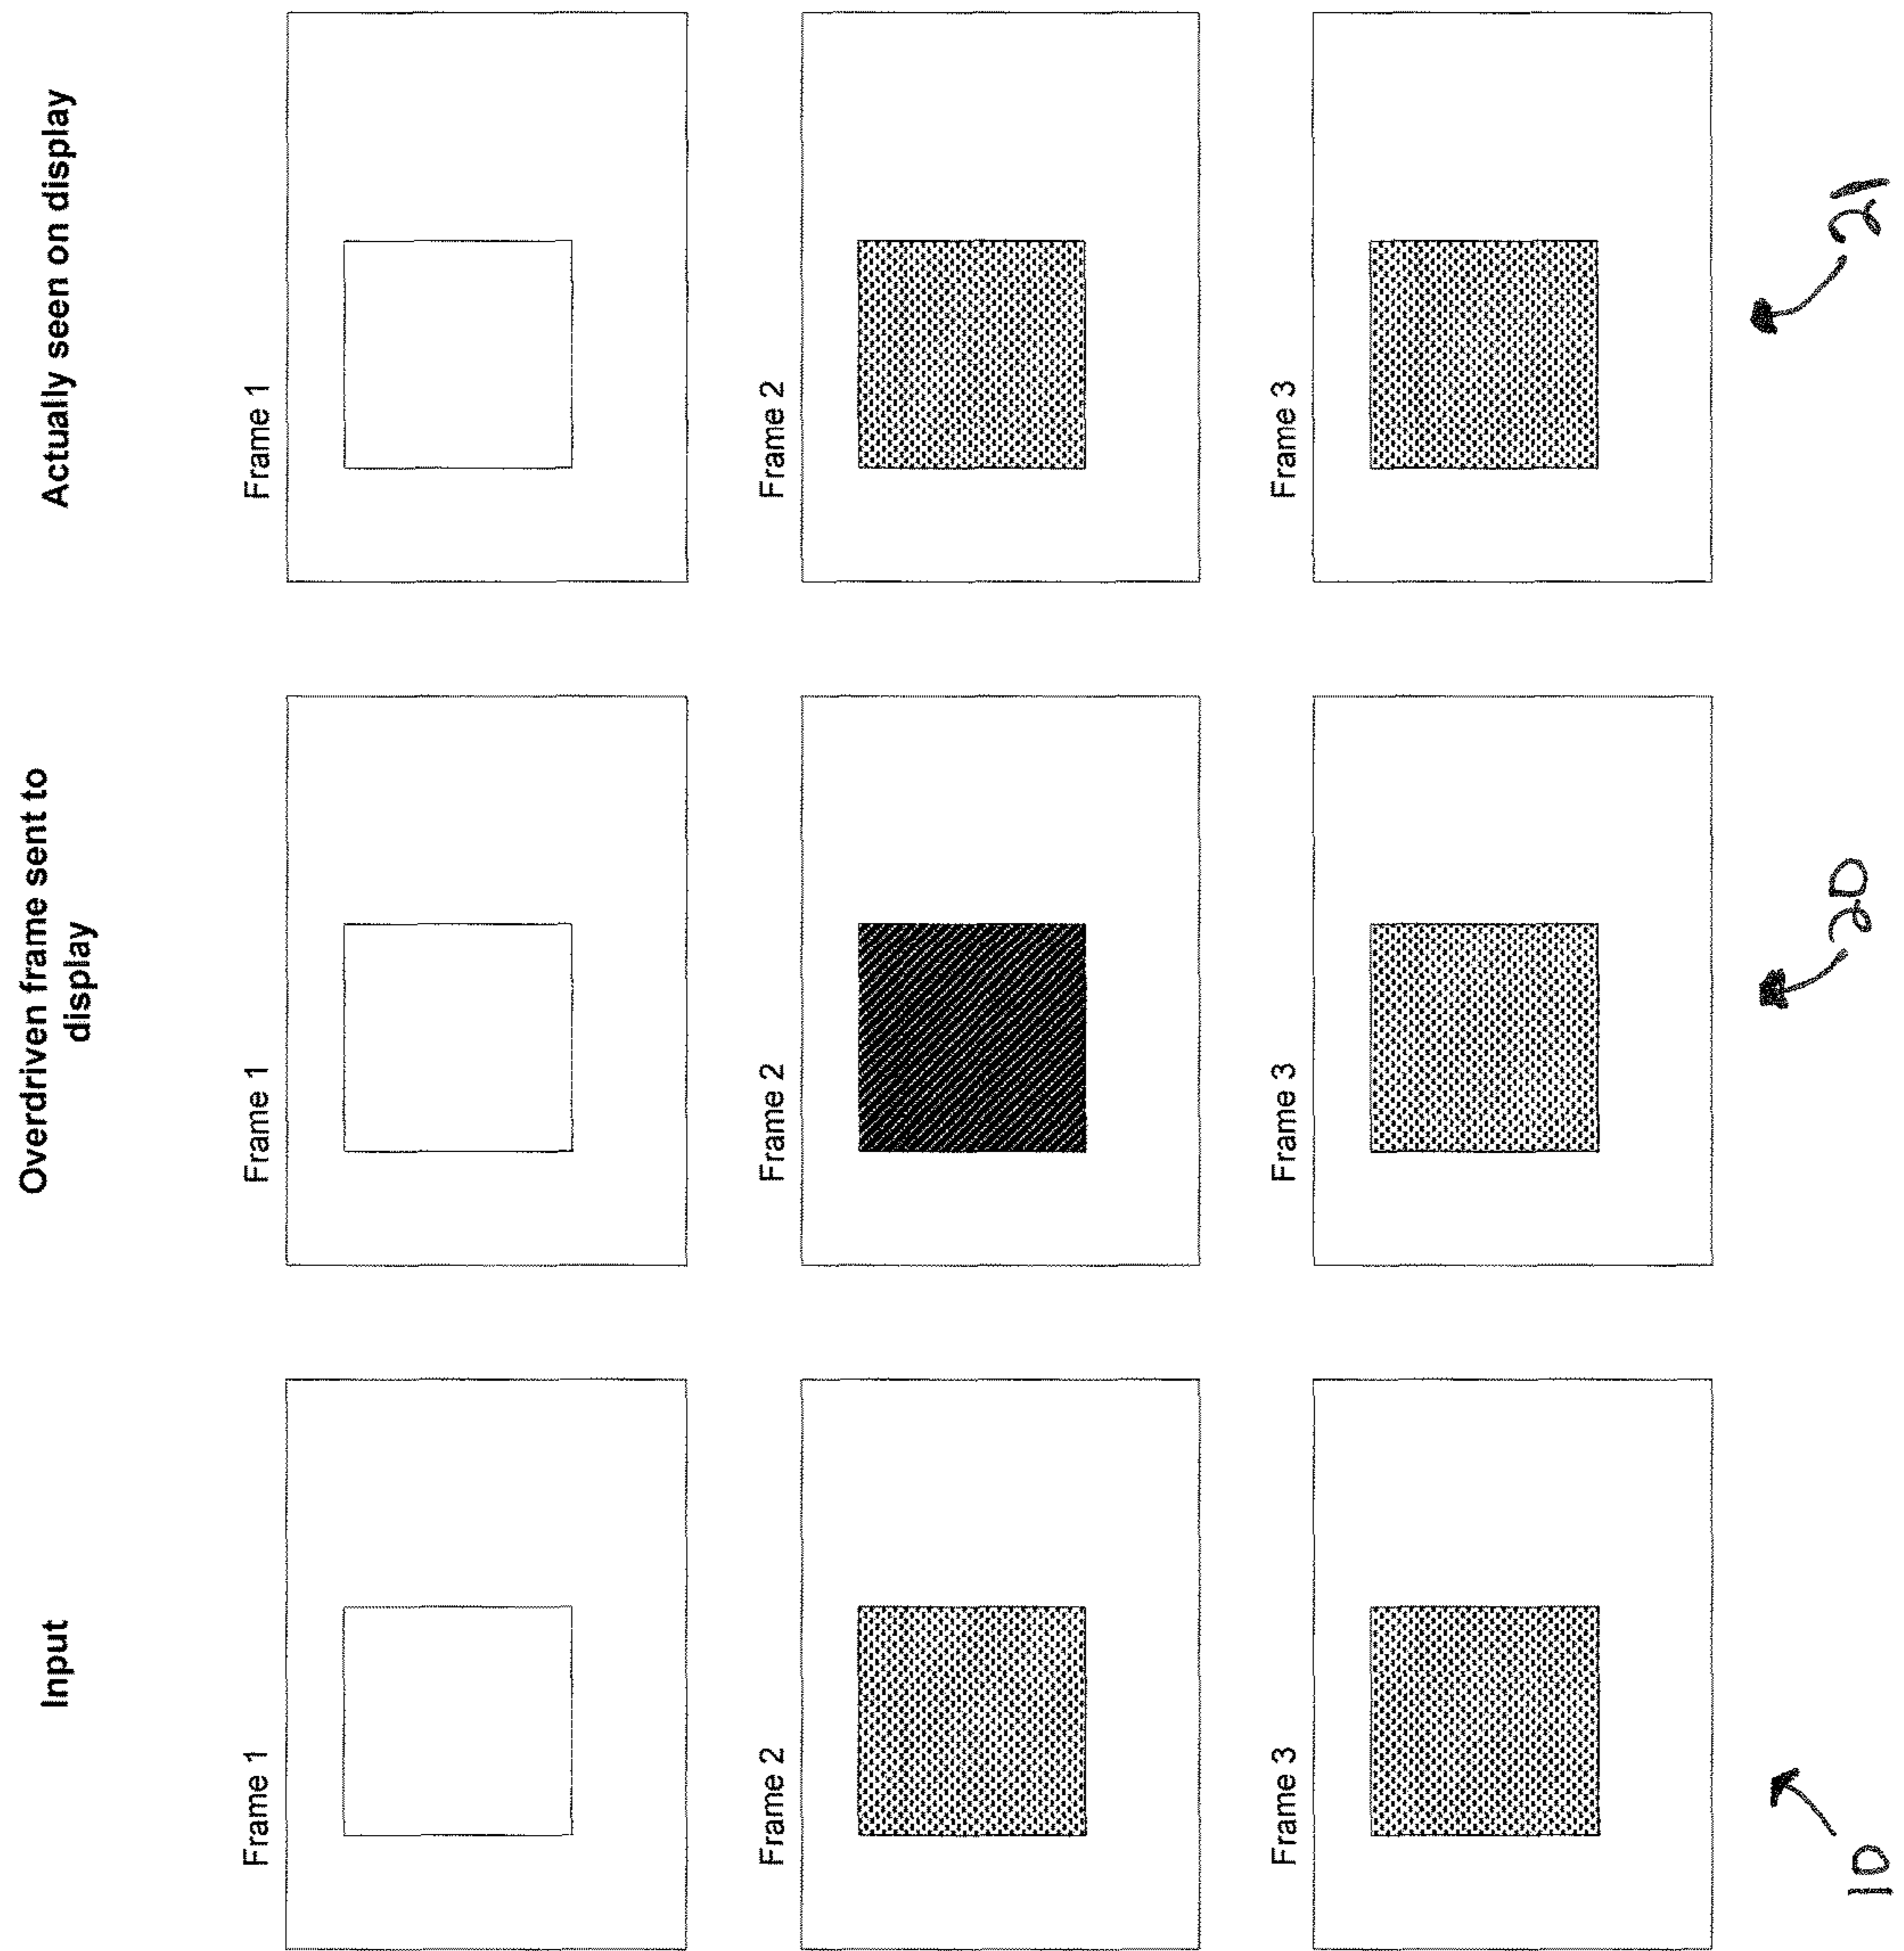 Input
Overdriven frame sent to
display
Actually seen on display
Frame 1
Frame 1
Frame 1
Frame 2
Frame 2
Frame 2
Frame 3
Frame 3
Frame 3
10
20
21